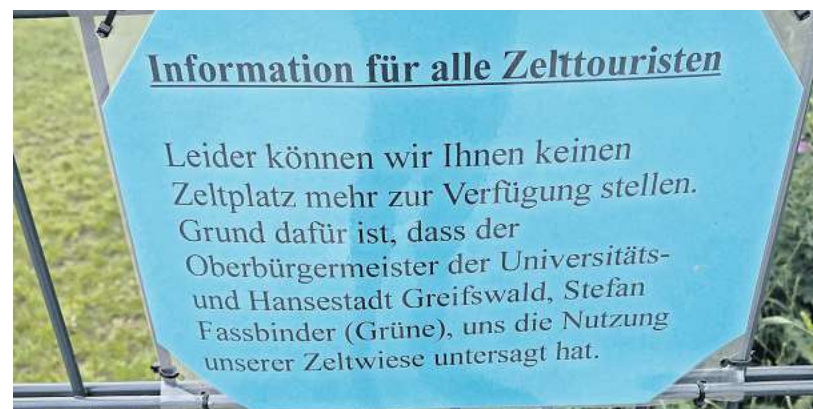 Information für alle Zelttouristen
Leider können wir Ihnen keinen
Zeltplatz mehr zur Verfügung stellen.
Grund dafür ist, dass der
Oberbürgermeister der Universitäts-
und Hansestadt Greifswald, Stefan
Fassbinder (Grüne), uns die Nutzung
unserer Zeltwiese untersagt hat.